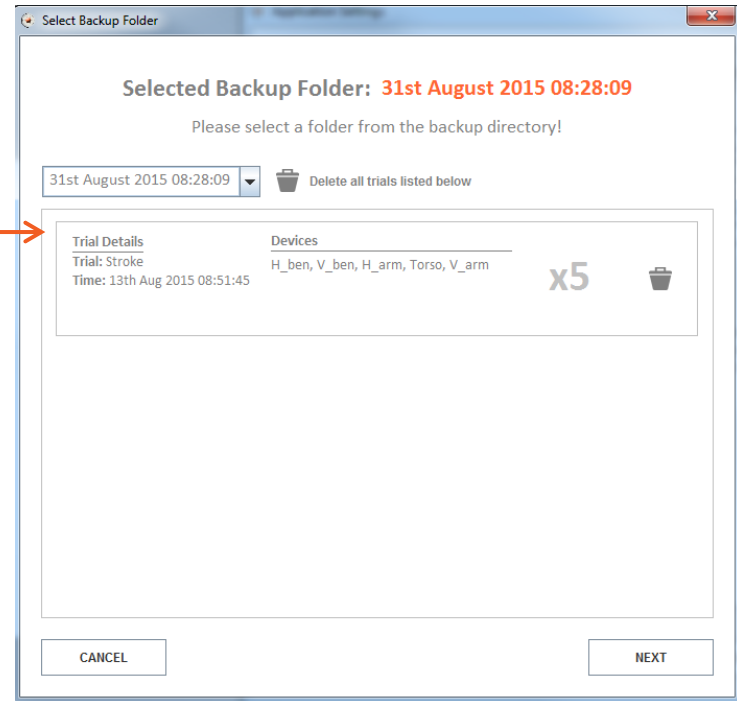 Select Backup Folder
Application Settings
Selected Backup Folder: 31st August 2015 08:28:09
Please select a folder from the backup directory!
31st August 2015 08:28:09
Delete all trials listed below
Trial Details
Trial: Stroke
Time: 13th Aug 2015 08:51:45
Devices
H_ben, V_ben, H_arm, Torso, V_arm
x5
CANCEL
NEXT